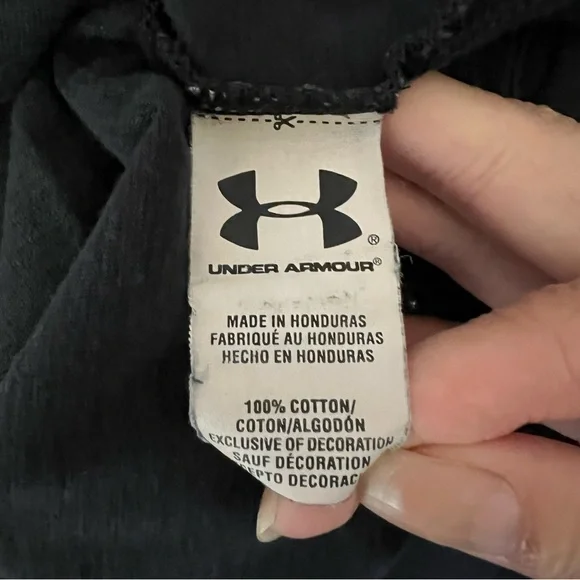 UNDER ARMOUR®
MADE IN HONDURAS
FABRIQUÉ AU HONDURAS
HECHO EN HONDURAS
100% COTTON/
COTON/ALGODÓN
EXCLUSIVE OF DECORATION
SAUF DÉCORATION